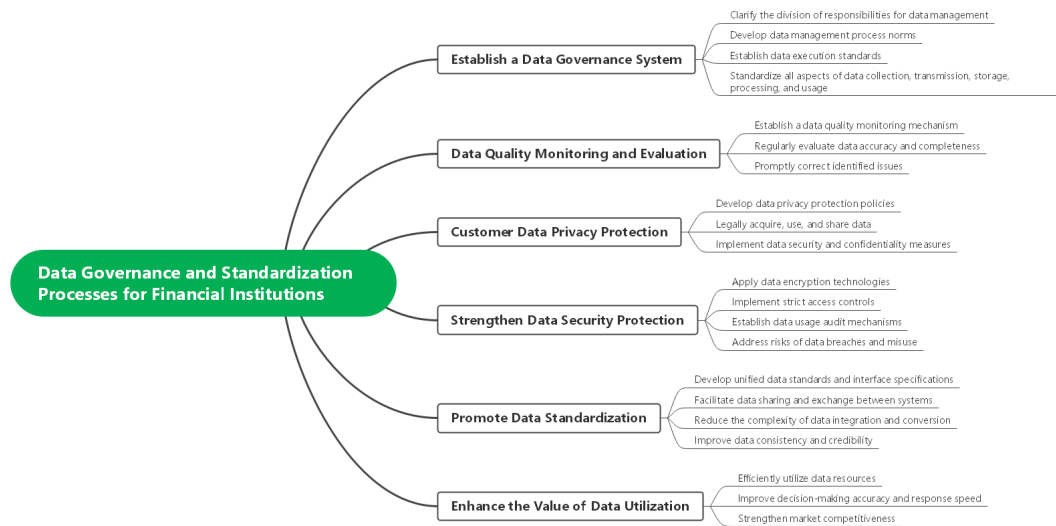 Data Governance and Standardization
Processes for Financial Institutions
Establish a Data Governance System
Clarify the division of responsibilities for data management
Develop data management process norms
Establish data execution standards
Standardize all aspects of data collection, transmission, storage,
processing, and usage
Data Quality Monitoring and Evaluation
Establish a data quality monitoring mechanism
Regularly evaluate data accuracy and completeness
Promptly correct identified issues
Customer Data Privacy Protection
Develop data privacy protection policies
Legally acquire, use, and share data
Implement data security and confidentiality measures
Strengthen Data Security Protection
Apply data encryption technologies
Implement strict access controls
Establish data usage audit mechanisms
Address risks of data breaches and misuse
Promote Data Standardization
Develop unified data standards and interface specifications
Facilitate data sharing and exchange between systems
Reduce the complexity of data integration and conversion
Improve data consistency and credibility
Enhance the Value of Data Utilization
Efficiently utilize data resources
Improve decision-making accuracy and response speed
Strengthen market competitiveness